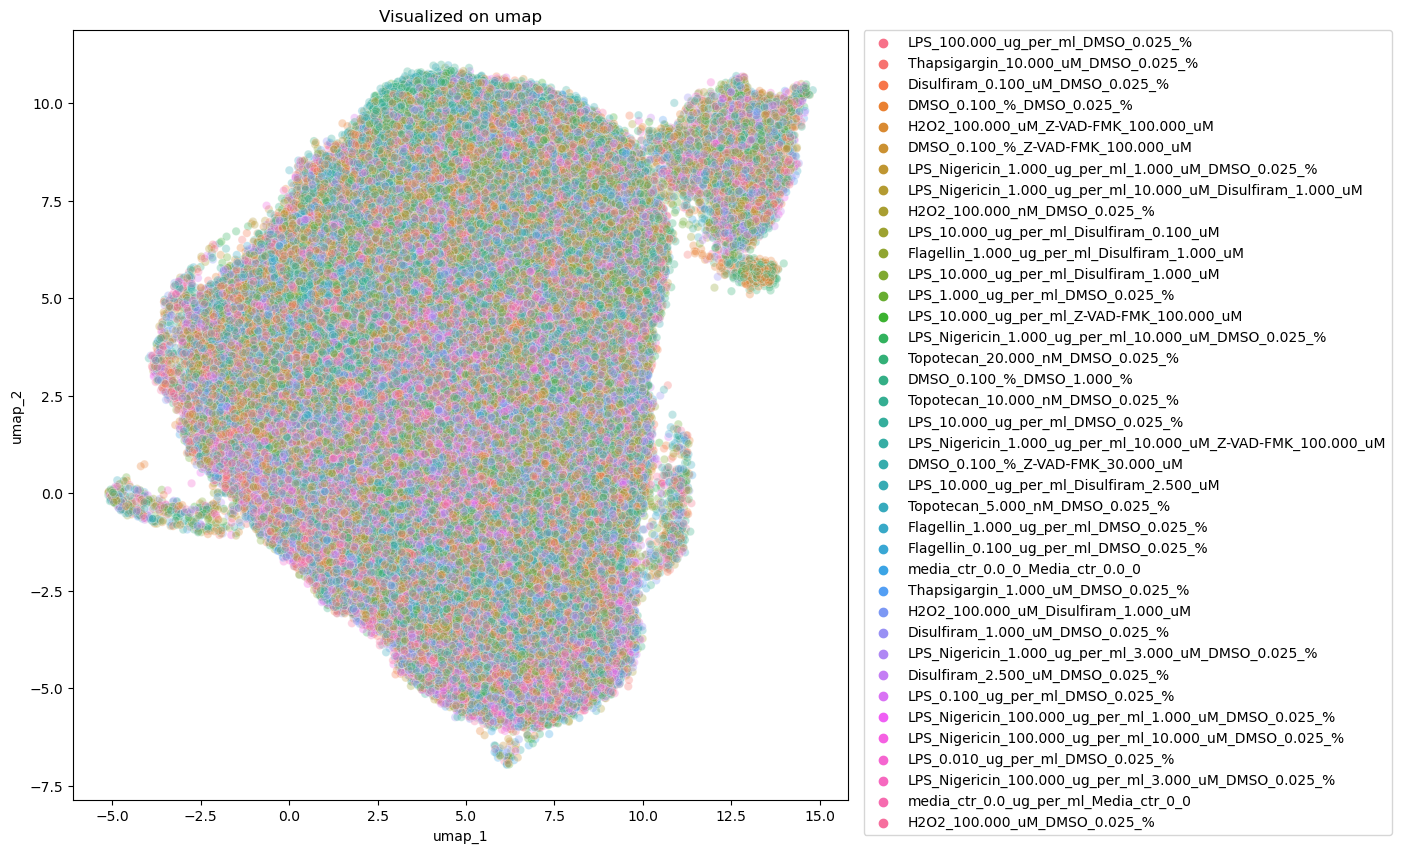 Visualized on umap
10.0
7.5
5.0
2.5
0.0
−2.5
−5.0
−7.5
umap_2
−5.0
−2.5
0.0
2.5
5.0
7.5
10.0
12.5
15.0
umap_1
LPS_100.000_ug_per_ml_DMSO_0.025_%
Thapsigargin_10.000_uM_DMSO_0.025_%
Disulfiram_0.100_uM_DMSO_0.025_%
DMSO_0.100_%_DMSO_0.025_%
H2O2_100.000_uM_Z-VAD-FMK_100.000_uM
DMSO_0.100_%_Z-VAD-FMK_100.000_uM
LPS_Nigericin_1.000_ug_per_ml_1.000_uM_DMSO_0.025_%
LPS_Nigericin_1.000_ug_per_ml_10.000_uM_Disulfiram_1.000_uM
H2O2_100.000_nM_DMSO_0.025_%
LPS_10.000_ug_per_ml_Disulfiram_0.100_uM
Flagellin_1.000_ug_per_ml_Disulfiram_1.000_uM
LPS_10.000_ug_per_ml_Disulfiram_1.000_uM
LPS_1.000_ug_per_ml_DMSO_0.025_%
LPS_10.000_ug_per_ml_Z-VAD-FMK_100.000_uM
LPS_Nigericin_1.000_ug_per_ml_10.000_uM_DMSO_0.025_%
Topotecan_20.000_nM_DMSO_0.025_%
DMSO_0.100_%_DMSO_1.000_%
Topotecan_10.000_nM_DMSO_0.025_%
LPS_10.000_ug_per_ml_DMSO_0.025_%
LPS_Nigericin_1.000_ug_per_ml_10.000_uM_Z-VAD-FMK_100.000_uM
DMSO_0.100_%_Z-VAD-FMK_30.000_uM
LPS_10.000_ug_per_ml_Disulfiram_2.500_uM
Topotecan_5.000_nM_DMSO_0.025_%
Flagellin_1.000_ug_per_ml_DMSO_0.025_%
Flagellin_0.100_ug_per_ml_DMSO_0.025_%
media_ctr_0.0_0_Media_ctr_0.0_0
Thapsigargin_1.000_uM_DMSO_0.025_%
H2O2_100.000_uM_Disulfiram_1.000_uM
Disulfiram_1.000_uM_DMSO_0.025_%
LPS_Nigericin_1.000_ug_per_ml_3.000_uM_DMSO_0.025_%
Disulfiram_2.500_uM_DMSO_0.025_%
LPS_0.100_ug_per_ml_DMSO_0.025_%
LPS_Nigericin_100.000_ug_per_ml_1.000_uM_DMSO_0.025_%
LPS_Nigericin_100.000_ug_per_ml_10.000_uM_DMSO_0.025_%
LPS_0.010_ug_per_ml_DMSO_0.025_%
LPS_Nigericin_100.000_ug_per_ml_3.000_uM_DMSO_0.025_%
media_ctr_0.0_ug_per_ml_Media_ctr_0_0
H2O2_100.000_uM_DMSO_0.025_%